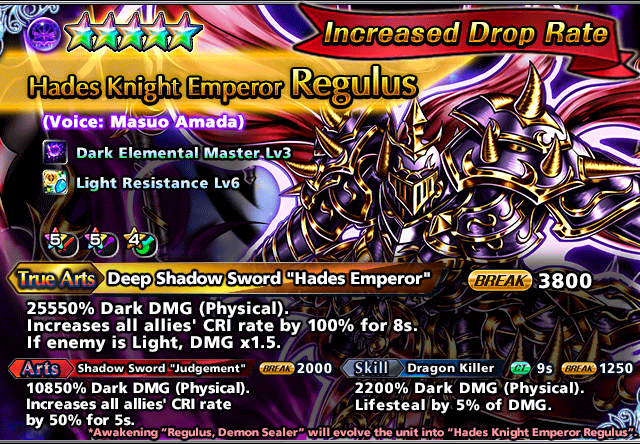 Increased Drop Rate
Hades Knight Emperor Regulus
(Voice: Masuo Amada)
Dark Elemental Master Lv3
Light Resistance Lv6
5 5 4
True Arts Deep Shadow Sword "Hades Emperor" BREAK 3800
25550% Dark DMG (Physical).
Increases all allies' CRI rate by 100% for 8s.
If enemy is Light, DMG x1.5.
Arts Shadow Sword "Judgement" BREAK 2000
10850% Dark DMG (Physical).
Increases all allies' CRI rate
by 50% for 5s.
Skill Dragon Killer CT 9s BREAK 1250
2200% Dark DMG (Physical).
Lifesteal by 5% of DMG.
*Awakening "Regulus, Demon Sealer" will evolve the unit into "Hades Knight Emperor Regulus".